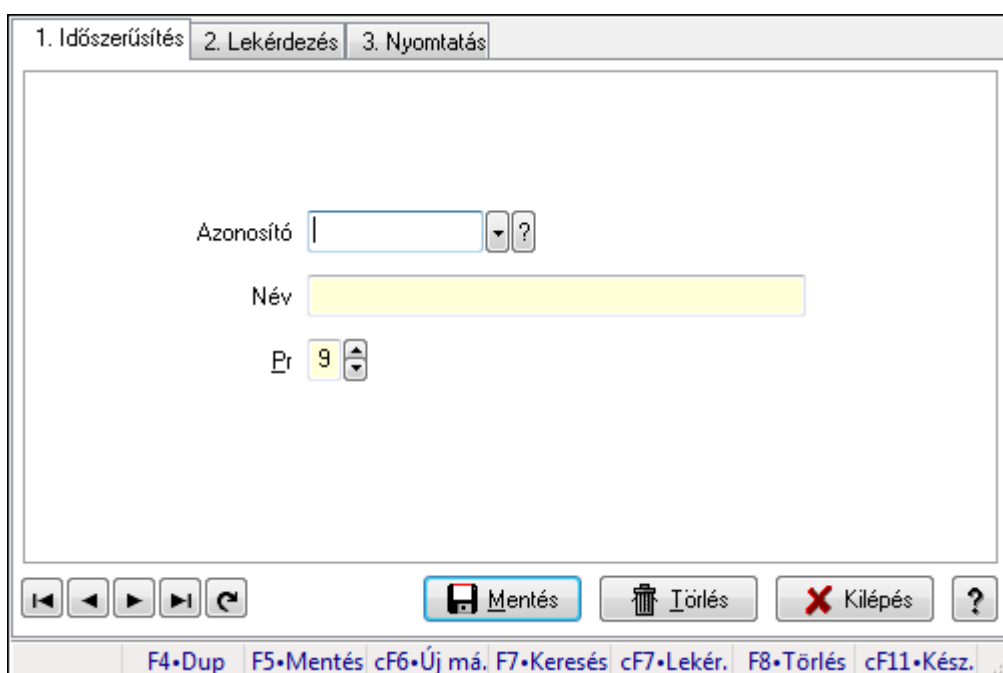 1. Időszerűsítés 2. Lekérdezés 3. Nyomtatás
Azonosító ?
Név
Pr 9
Mentés Törlés Kilépés ?
F4•Dup F5•Mentés cF6•Új má. F7•Keresés cF7•Lekér. F8•Törlés cF11•Kész.